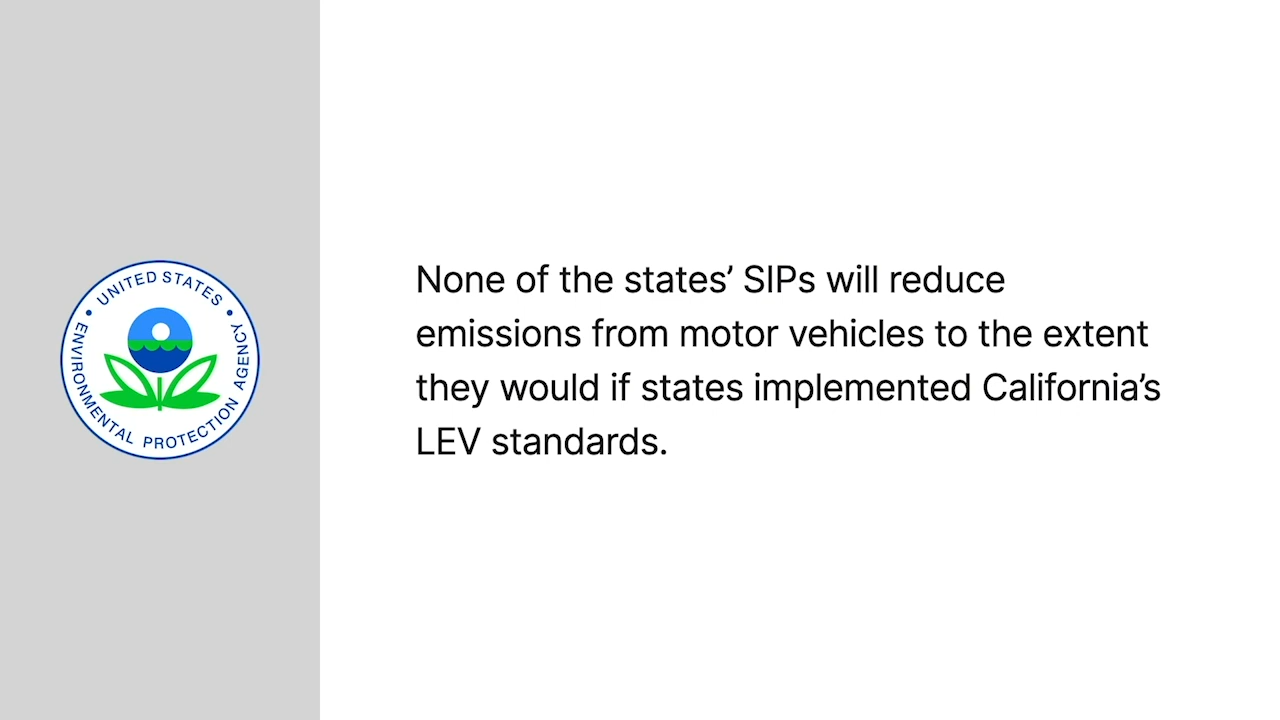 UNITED STATES
ENVIRONMENTAL PROTECTION AGENCY
None of the states’ SIPs will reduce
emissions from motor vehicles to the extent
they would if states implemented California’s
LEV standards.